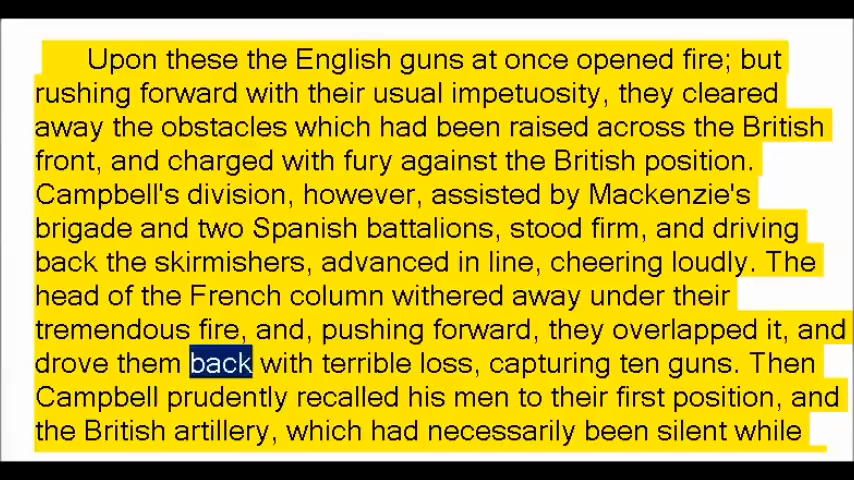 Upon these the English guns at once opened fire; but
rushing forward with their usual impetuosity, they cleared
away the obstacles which had been raised across the British
front, and charged with fury against the British position.
Campbell's division, however, assisted by Mackenzie's
brigade and two Spanish battalions, stood firm, and driving
back the skirmishers, advanced in line, cheering loudly. The
head of the French column withered away under their
tremendous fire, and, pushing forward, they overlapped it, and
drove them back with terrible loss, capturing ten guns. Then
Campbell prudently recalled his men to their first position, and
the British artillery, which had necessarily been silent while